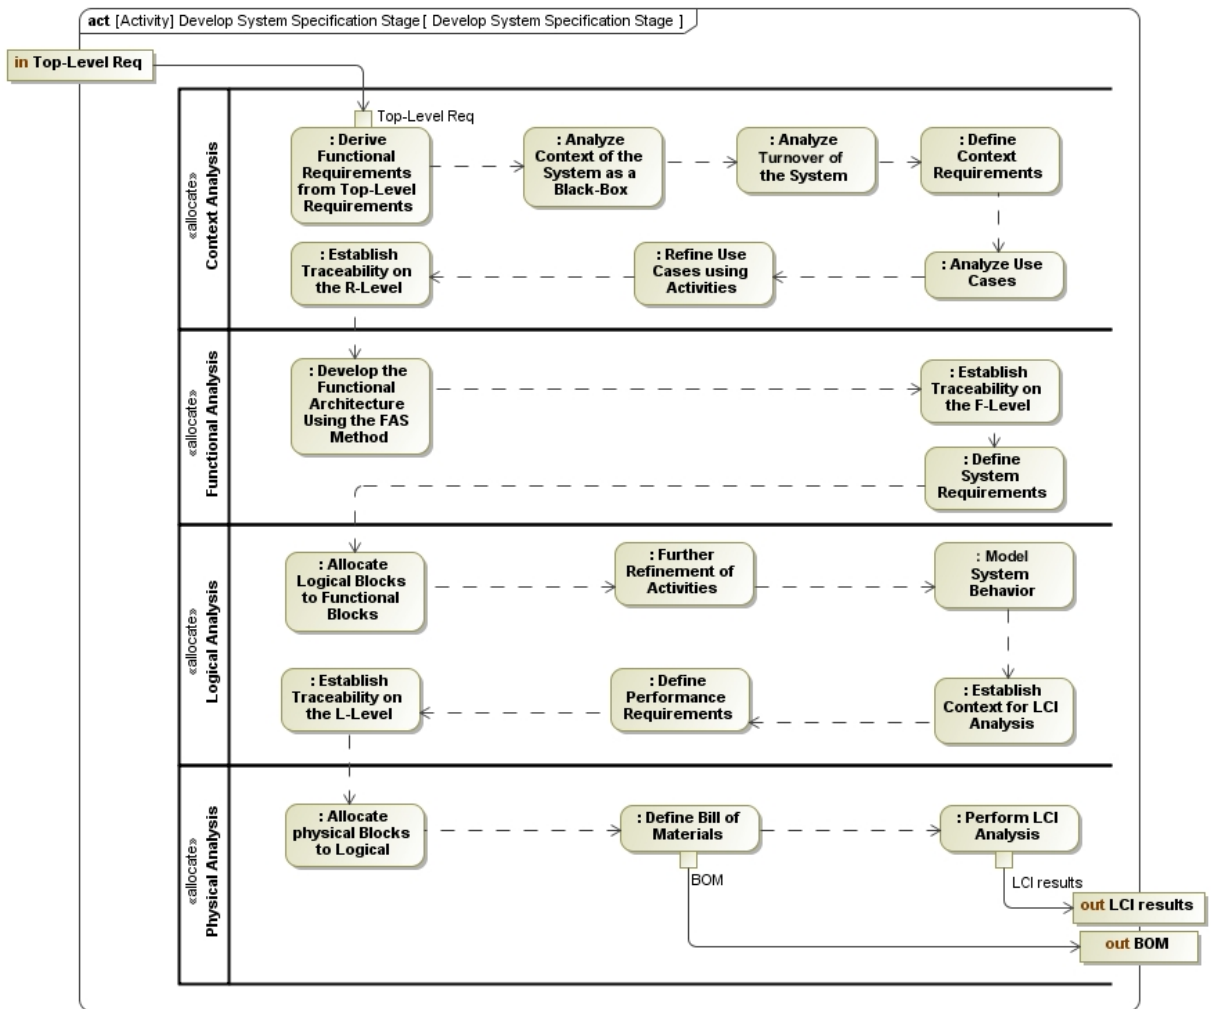 act [Activity] Develop System Specification Stage [ Develop System Specification Stage ]
in Top-Level Req
Top-Level Req
«allocate»
Context Analysis
: Derive
Functional
Requirements
from Top-Level
Requirements
: Analyze
Context of the
System as a
Black-Box
: Analyze
Turnover of
the System
: Define
Context
Requirements
: Establish
Traceability on
the R-Level
: Refine Use
Cases using
Activities
: Analyze Use
Cases
«allocate»
Functional Analysis
: Develop the
Functional
Architecture
Using the FAS
Method
: Establish
Traceability on
the F-Level
: Define
System
Requirements
«allocate»
Logical Analysis
: Allocate
Logical Blocks
to Functional
Blocks
: Further
Refinement of
Activities
: Model
System
Behavior
: Establish
Traceability on
the L-Level
: Define
Performance
Requirements
: Establish
Context for LCI
Analysis
«allocate»
Physical Analysis
: Allocate
physical Blocks
to Logical
: Define Bill of
Materials
: Perform LCI
Analysis
BOM
LCI results
out LCI results
out BOM